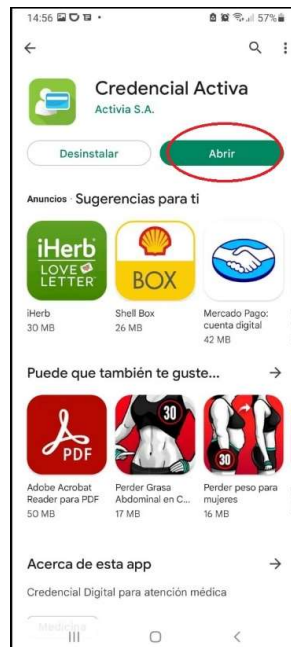 14:56
57%
Credencial Activa
Activia S.A.
Desinstalar
Abrir
Anuncios · Sugerencias para ti
iHerb
LOVE
LETTER
BOX
iHerb
30 MB
Shell Box
26 MB
Mercado Pago:
cuenta digital
42 MB
Puede que también te guste...
PDF
30
30
Adobe Acrobat
Reader para PDF
50 MB
Perder Grasa
Abdominal en C...
17 MB
Perder peso para
mujeres
16 MB
Acerca de esta app
Credencial Digital para atención médica
Medicina